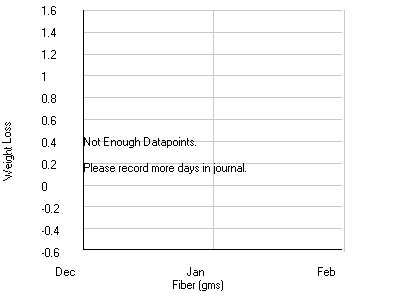 1.6
1.4
1.2
1
0.8
0.6
0.4
0.2
0
-0.2
-0.4
-0.6
Weight Loss
Not Enough Datapoints.
Please record more days in journal.
Dec Jan Feb
Fiber (gms)